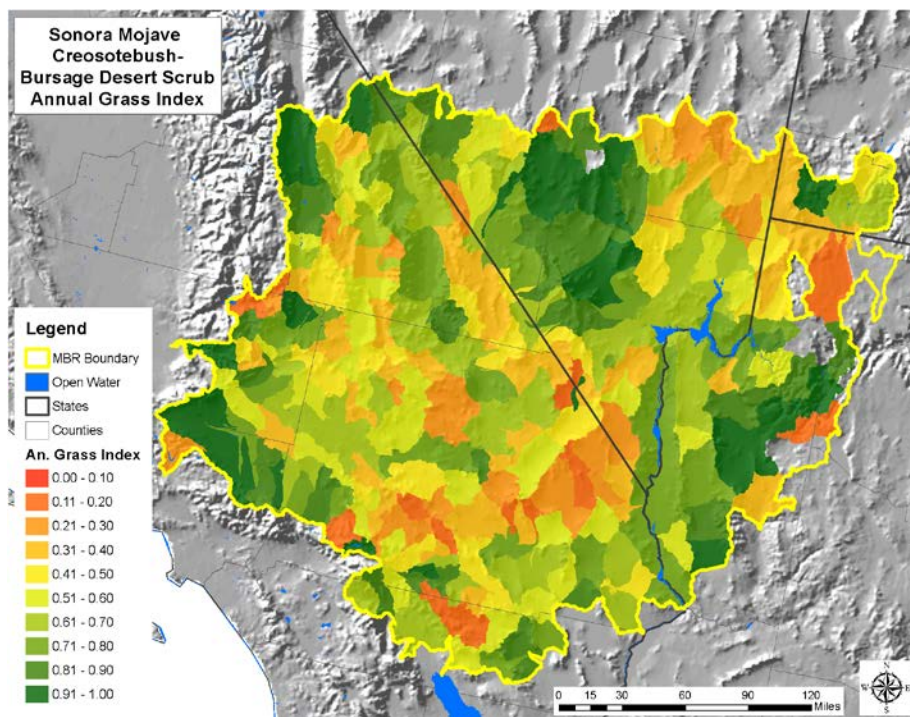 Sonora Mojave
Creosotebush-
Bursage Desert Scrub
Annual Grass Index
Legend
MBR Boundary
Open Water
States
Counties
An. Grass Index
0.00 - 0.10
0.11 - 0.20
0.21 - 0.30
0.31 - 0.40
0.41 - 0.50
0.51 - 0.60
0.61 - 0.70
0.71 - 0.80
0.81 - 0.90
0.91 - 1.00
0 15 30 60 90 120
Miles
N
W E
S